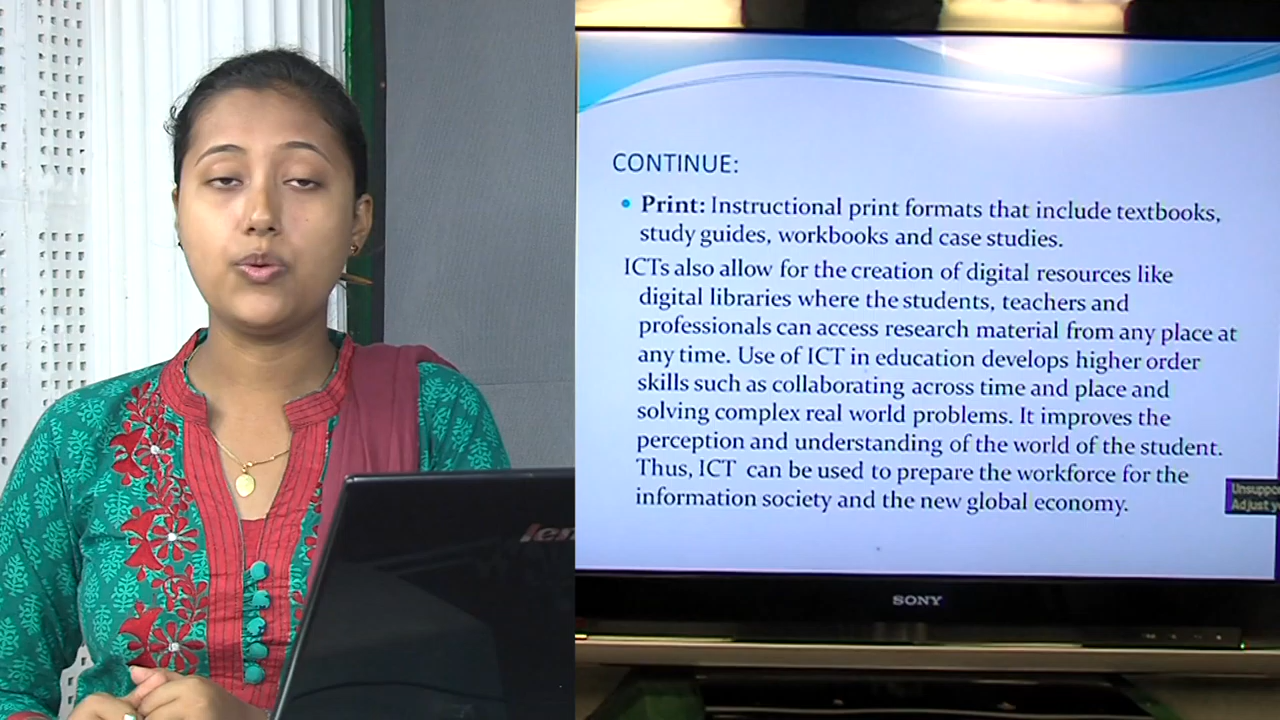 CONTINUE:
• Print: Instructional print formats that include textbooks,
study guides, workbooks and case studies.
ICTs also allow for the creation of digital resources like
digital libraries where the students, teachers and
professionals can access research material from any place at
any time. Use of ICT in education develops higher order
skills such as collaborating across time and place and
solving complex real world problems. It improves the
perception and understanding of the world of the student.
Thus, ICT can be used to prepare the workforce for the
information society and the new global economy.
Adjust
SONY
len